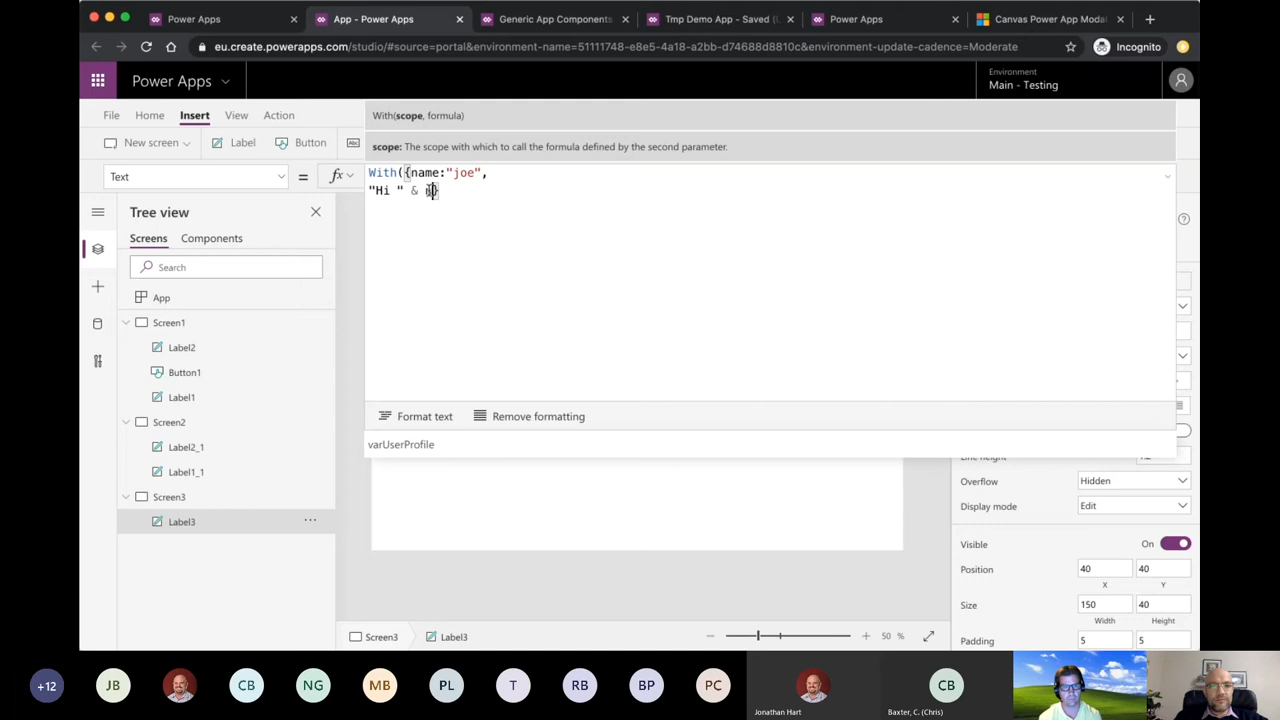 Power Apps
App - Power Apps
Generic App Components
Tmp Demo App - Saved (
Power Apps
Canvas Power App Moda
eu.create.powerapps.com/studio/#source=portal&environment-name=51111748-e8e5-4a18-a2bb-d74688d8810c&environment-update-cadence=Moderate
Incognito
Power Apps
Environment
Main - Testing
File
Home
Insert
View
Action
With(scope, formula)
New screen
Label
Button
Abc
scope: The scope with which to call the formula defined by the second parameter.
Text
=
fx
With({name:"joe",
"Hi " &
Tree view
Screens
Components
Search
App
Screen1
Label2
Button1
Label1
Screen2
Label2_1
Label1_1
Screen3
Label3
Format text
Remove formatting
varUserProfile
Overflow
Hidden
Display mode
Edit
Visible
On
Position
40
40
X
Y
Size
150
40
Width
Height
Padding
5
5
Screen3
Label3
50 %
+12
JB
CB
NG
MB
PL
T
RB
BP
PC
Jonathan Hart
CB
Baxter, C. (Chris)